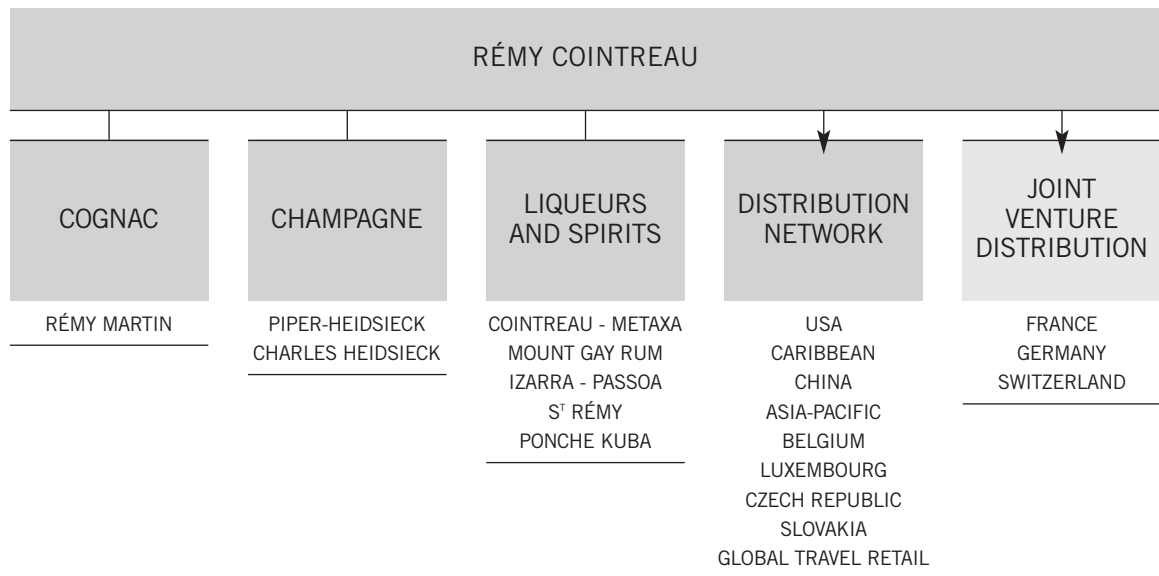 RÉMY COINTREAU
COGNAC
RÉMY MARTIN
CHAMPAGNE
PIPER-HEIDSIECK
CHARLES HEIDSIECK
LIQUEURS
AND SPIRITS
COINTREAU - METAXA
MOUNT GAY RUM
IZARRA - PASSOA
Sᵀ RÉMY
PONCHE KUBA
DISTRIBUTION
NETWORK
USA
CARIBBEAN
CHINA
ASIA-PACIFIC
BELGIUM
LUXEMBOURG
CZECH REPUBLIC
SLOVAKIA
GLOBAL TRAVEL RETAIL
JOINT
VENTURE
DISTRIBUTION
FRANCE
GERMANY
SWITZERLAND